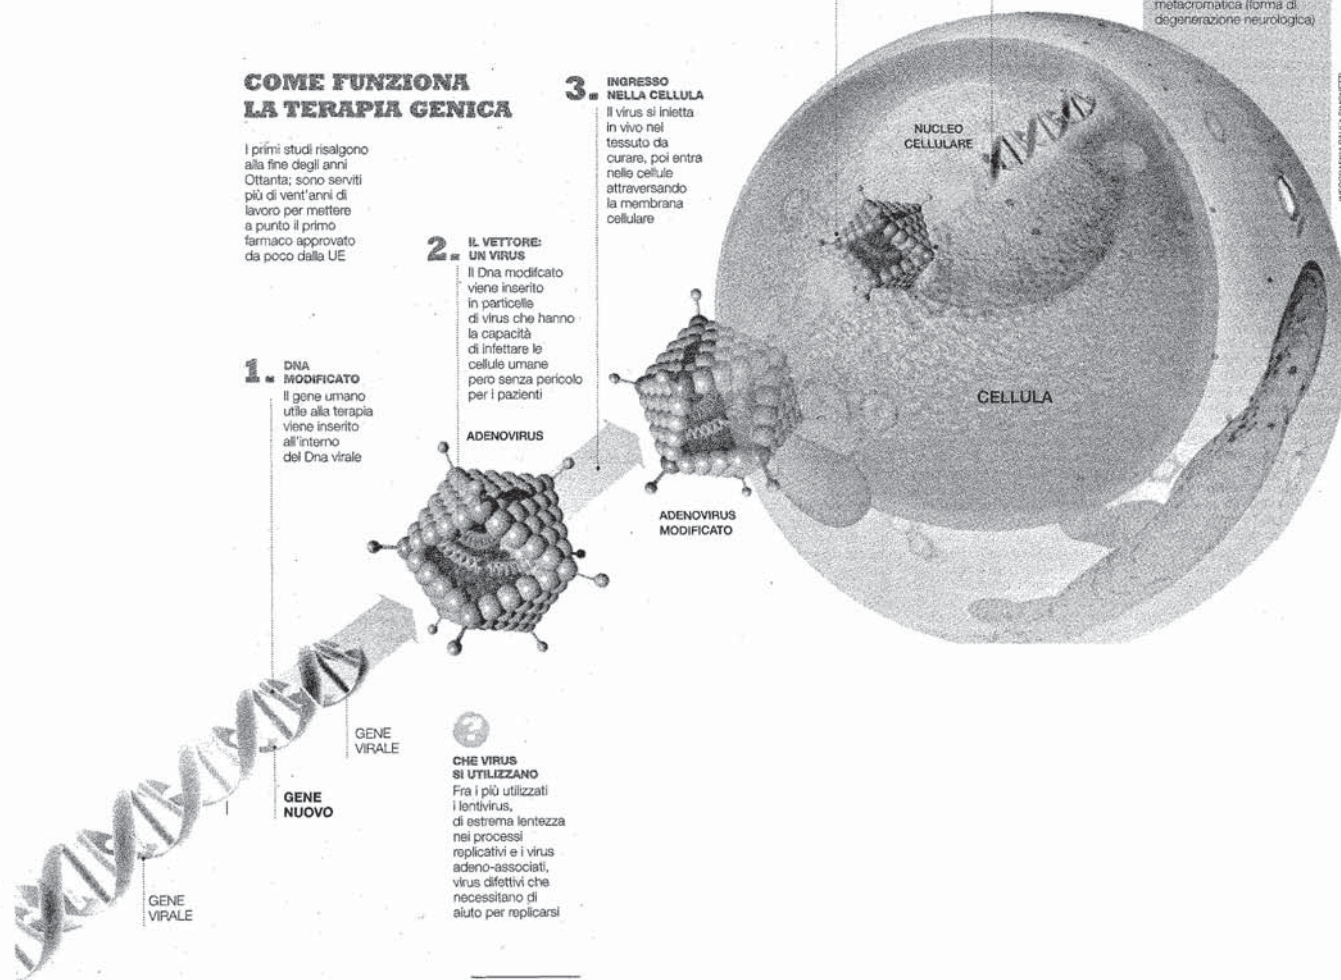 metacromatica (forma di
degenerazione neurologica)
COME FUNZIONA
LA TERAPIA GENICA
I primi studi risalgono
alla fine degli anni
Ottanta; sono serviti
più di vent'anni di
lavoro per mettere
a punto il primo
farmaco approvato
da poco dalla UE
1. DNA
MODIFICATO
Il gene umano
utile alla terapia
viene inserito
all'interno
del Dna virale
2. IL VETTORE:
UN VIRUS
Il Dna modifcato
viene inserito
in particelle
di virus che hanno
la capacità
di infettare le
cellule umane
pero senza pericolo
per i pazienti
3. INGRESSO
NELLA CELLULA
Il virus si inietta
in vivo nel
tessuto da
curare, poi entra
nelle cellule
attraversando
la membrana
cellulare
NUCLEO
CELLULARE
CELLULA
ADENOVIRUS
ADENOVIRUS
MODIFICATO
GENE
VIRALE
GENE
NUOVO
GENE
VIRALE
?
CHE VIRUS
SI UTILIZZANO
Fra i più utilizzati
i lentivirus,
di estrema lentezza
nei processi
replicativi e i virus
adeno-associati,
virus difettivi che
necessitano di
aiuto per replicarsi